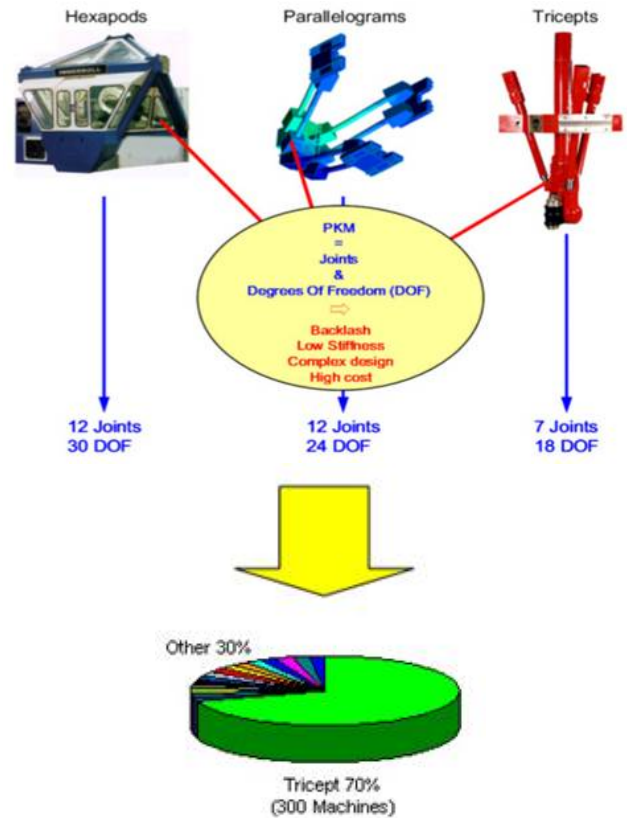 Hexapods
Parallelograms
Tricepts
INGERSOLL
PKM
=
Joints
&
Degrees Of Freedom (DOF)
⇨
Backlash
Low Stiffness
Complex design
High cost
12 Joints
30 DOF
12 Joints
24 DOF
7 Joints
18 DOF
Other 30%
Tricept 70%
(300 Machines)